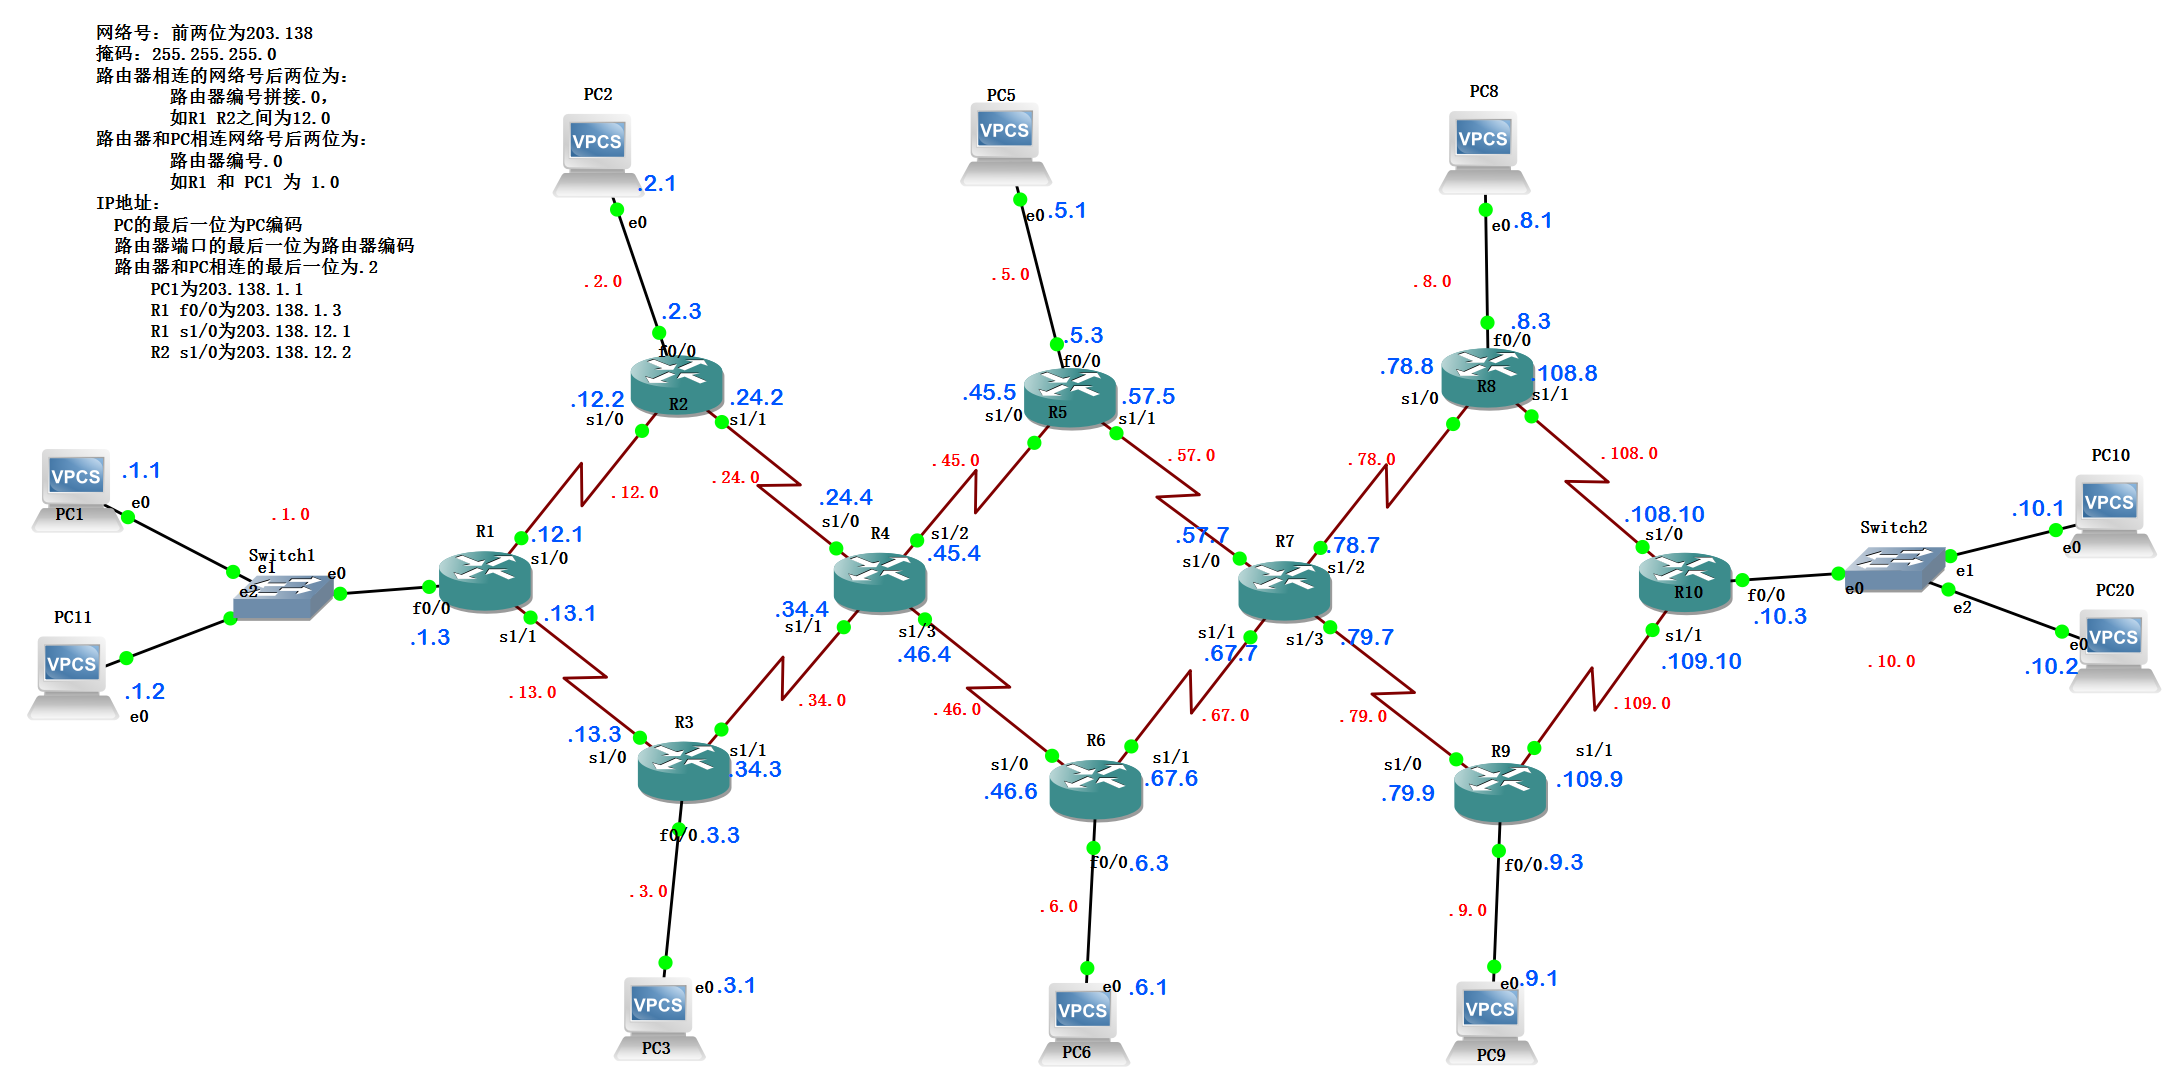 网络号：前两位为203.138
掩码：255.255.255.0
路由器相连的网络号后两位为：
路由器编号拼接.0，
如R1 R2之间为12.0
路由器和PC相连网络号后两位为：
路由器编号.0
如R1 和 PC1 为 1.0
IP地址：
PC的最后一位为PC编码
路由器端口的最后一位为路由器编码
路由器和PC相连的最后一位为.2
PC1为203.138.1.1
R1 f0/0为203.138.1.3
R1 s1/0为203.138.12.1
R2 s1/0为203.138.12.2
PC2
VPCS
.2.1
e0
.2.0
.2.3
f0/0
R2
.12.2
s1/0
.24.2
s1/1
PC5
VPCS
e0
.5.1
.5.0
.5.3
f0/0
R5
.45.5
s1/0
.57.5
s1/1
PC8
VPCS
e0
.8.1
.8.0
.8.3
f0/0
R8
.78.8
s1/0
.108.8
s1/1
VPCS
PC1
.1.1
e0
.1.0
Switch1
e1
e2
e0
PC11
VPCS
.1.2
e0
R1
f0/0
.1.3
.12.1
s1/0
.13.1
s1/1
.12.0
.24.0
.24.4
s1/0
R4
s1/2
.45.4
.45.0
.34.4
s1/1
s1/3
.46.4
.57.0
.57.7
s1/0
R7
.78.7
s1/2
.78.0
s1/1
.67.7
s1/3
.79.7
.108.0
.108.10
s1/0
R10
f0/0
.10.3
s1/1
.109.10
Switch2
e0
e1
e2
PC10
VPCS
.10.1
e0
PC20
VPCS
e0
.10.2
.10.0
.13.0
.13.3
s1/0
R3
s1/1
.34.3
.34.0
f0/0
.3.3
.3.0
e0
.3.1
VPCS
PC3
.46.0
R6
s1/0
.46.6
s1/1
.67.6
.67.0
f0/0
.6.3
.6.0
e0
.6.1
VPCS
PC6
.79.0
R9
s1/0
.79.9
s1/1
.109.9
.109.0
f0/0
.9.3
.9.0
e0
.9.1
VPCS
PC9